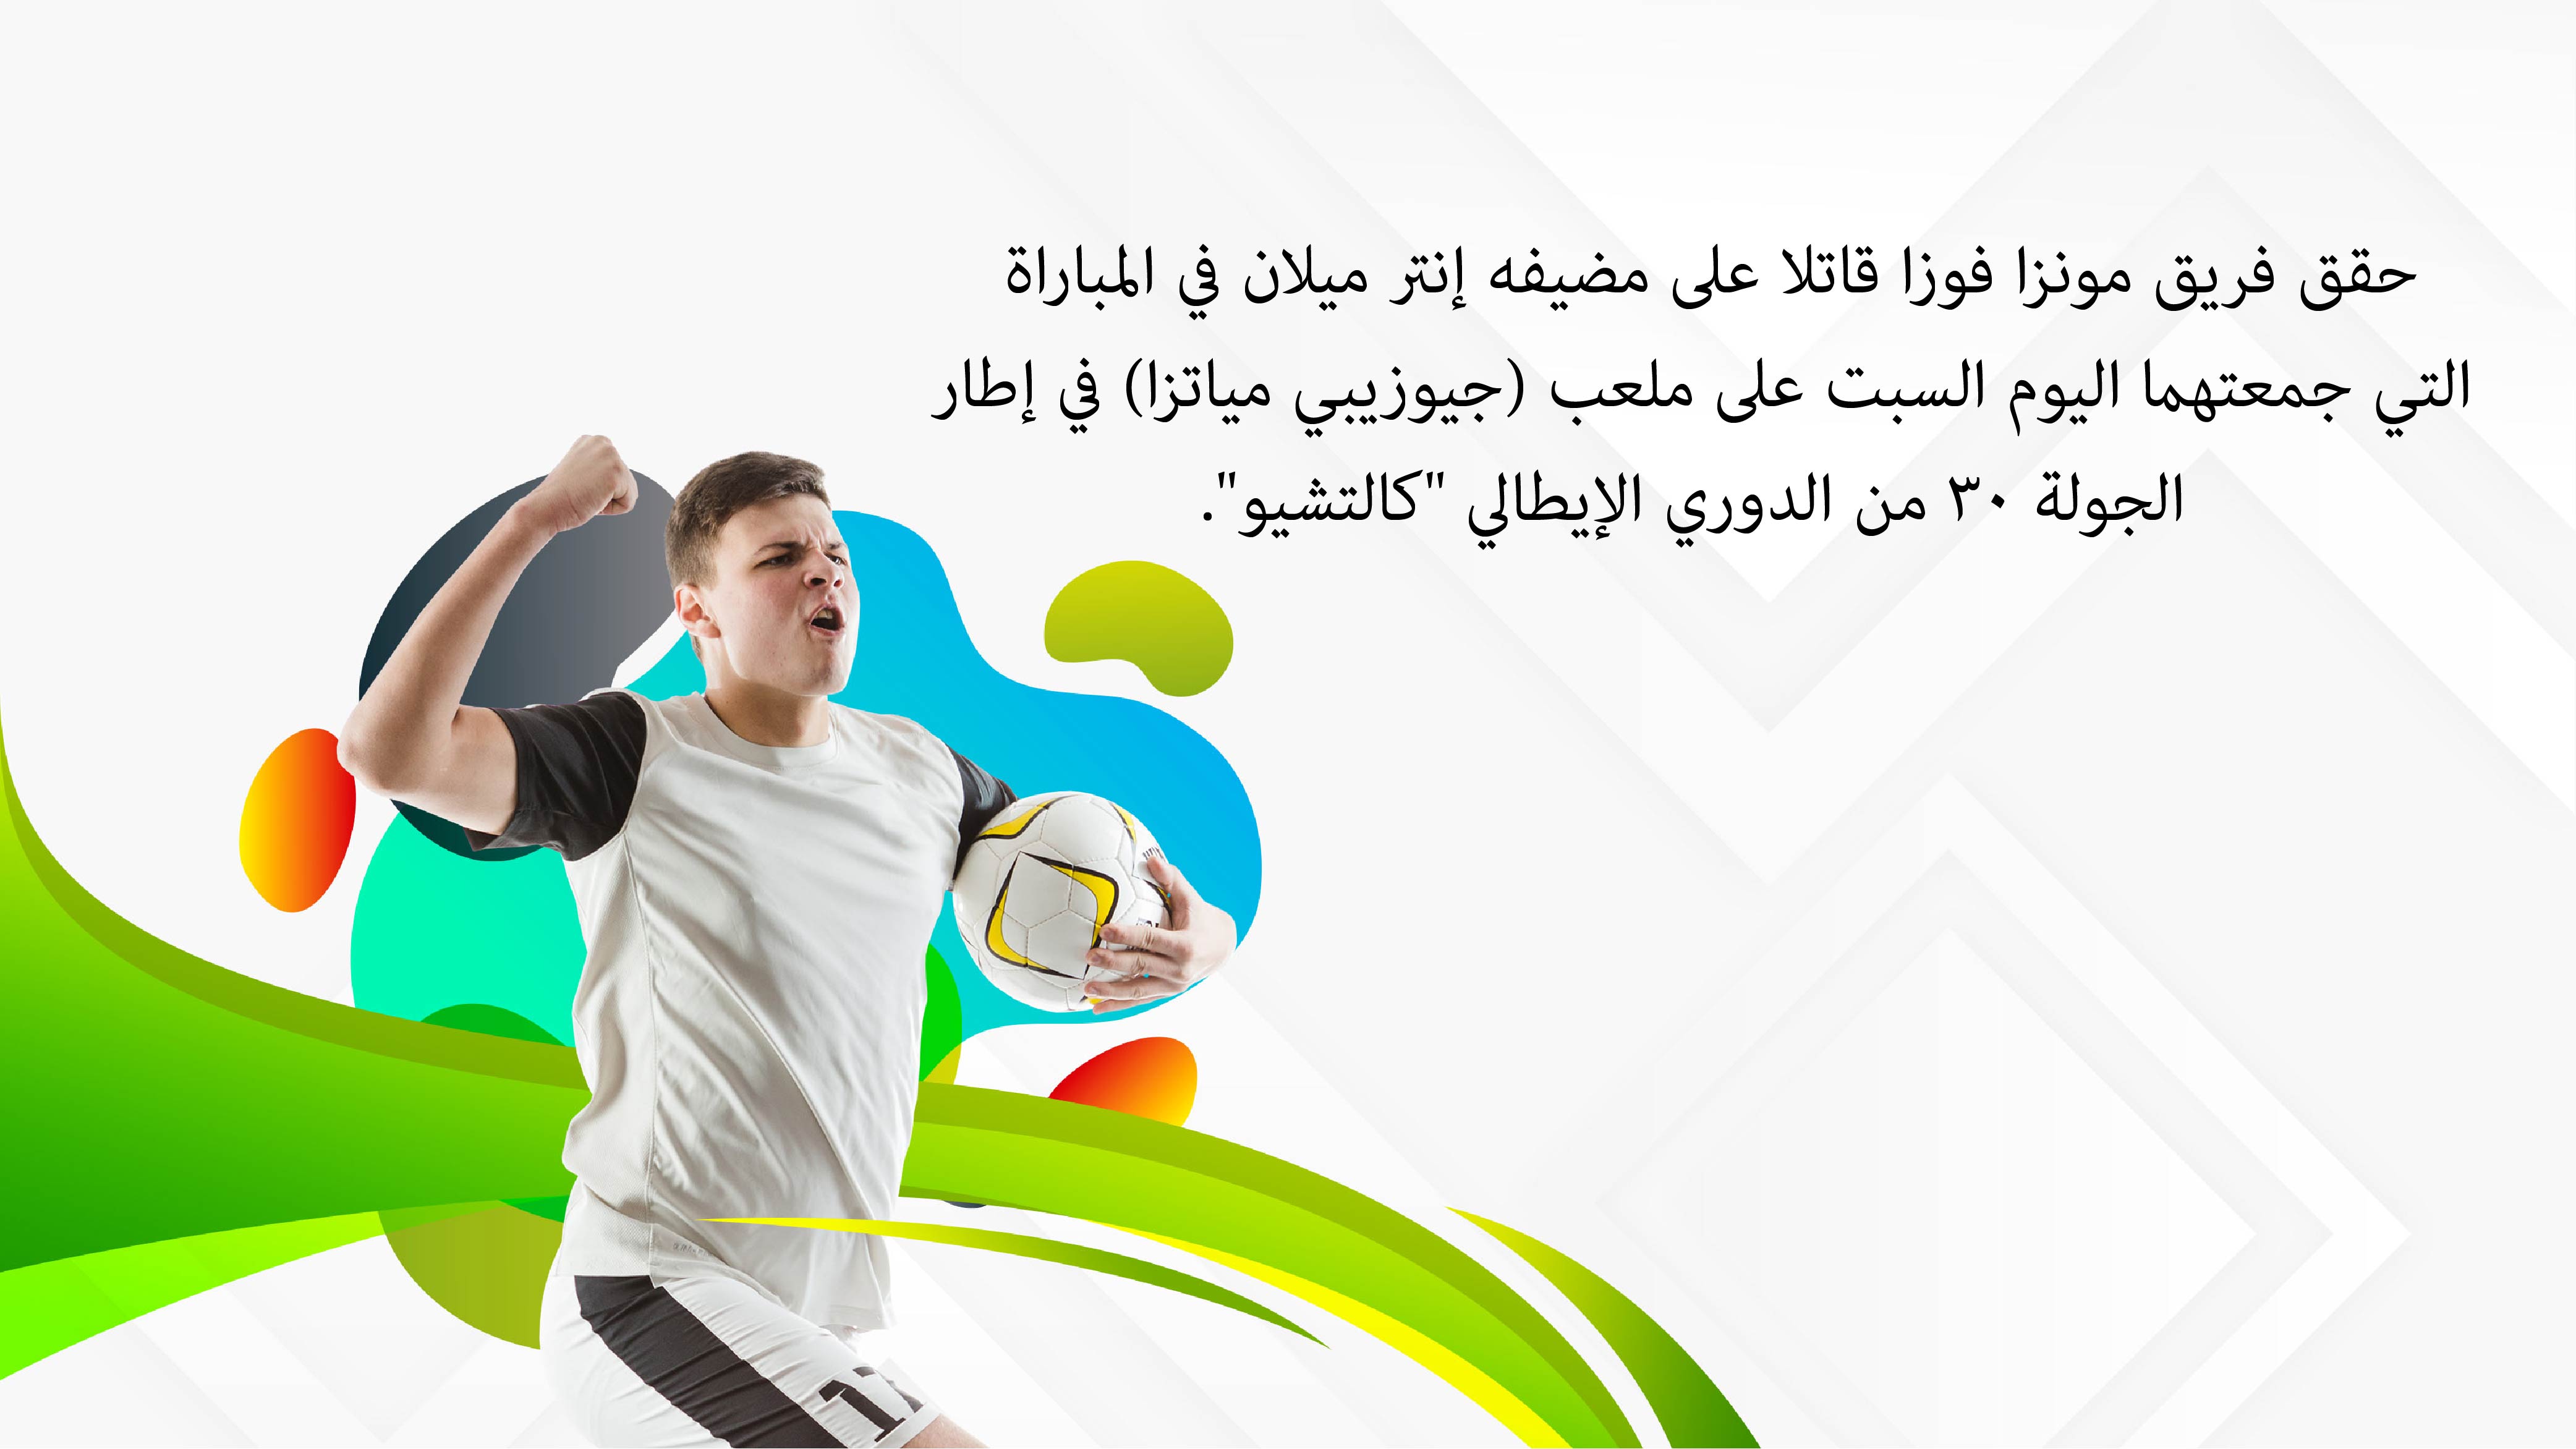 حقق فريق مونزا فوزا قاتلا على مضيفه إنتر ميلان في المباراة
التي جمعتهما اليوم السبت على ملعب (جيوزيبي مياتزا) في إطار
الجولة ٣٠ من الدوري الإيطالي "كالتشيو".